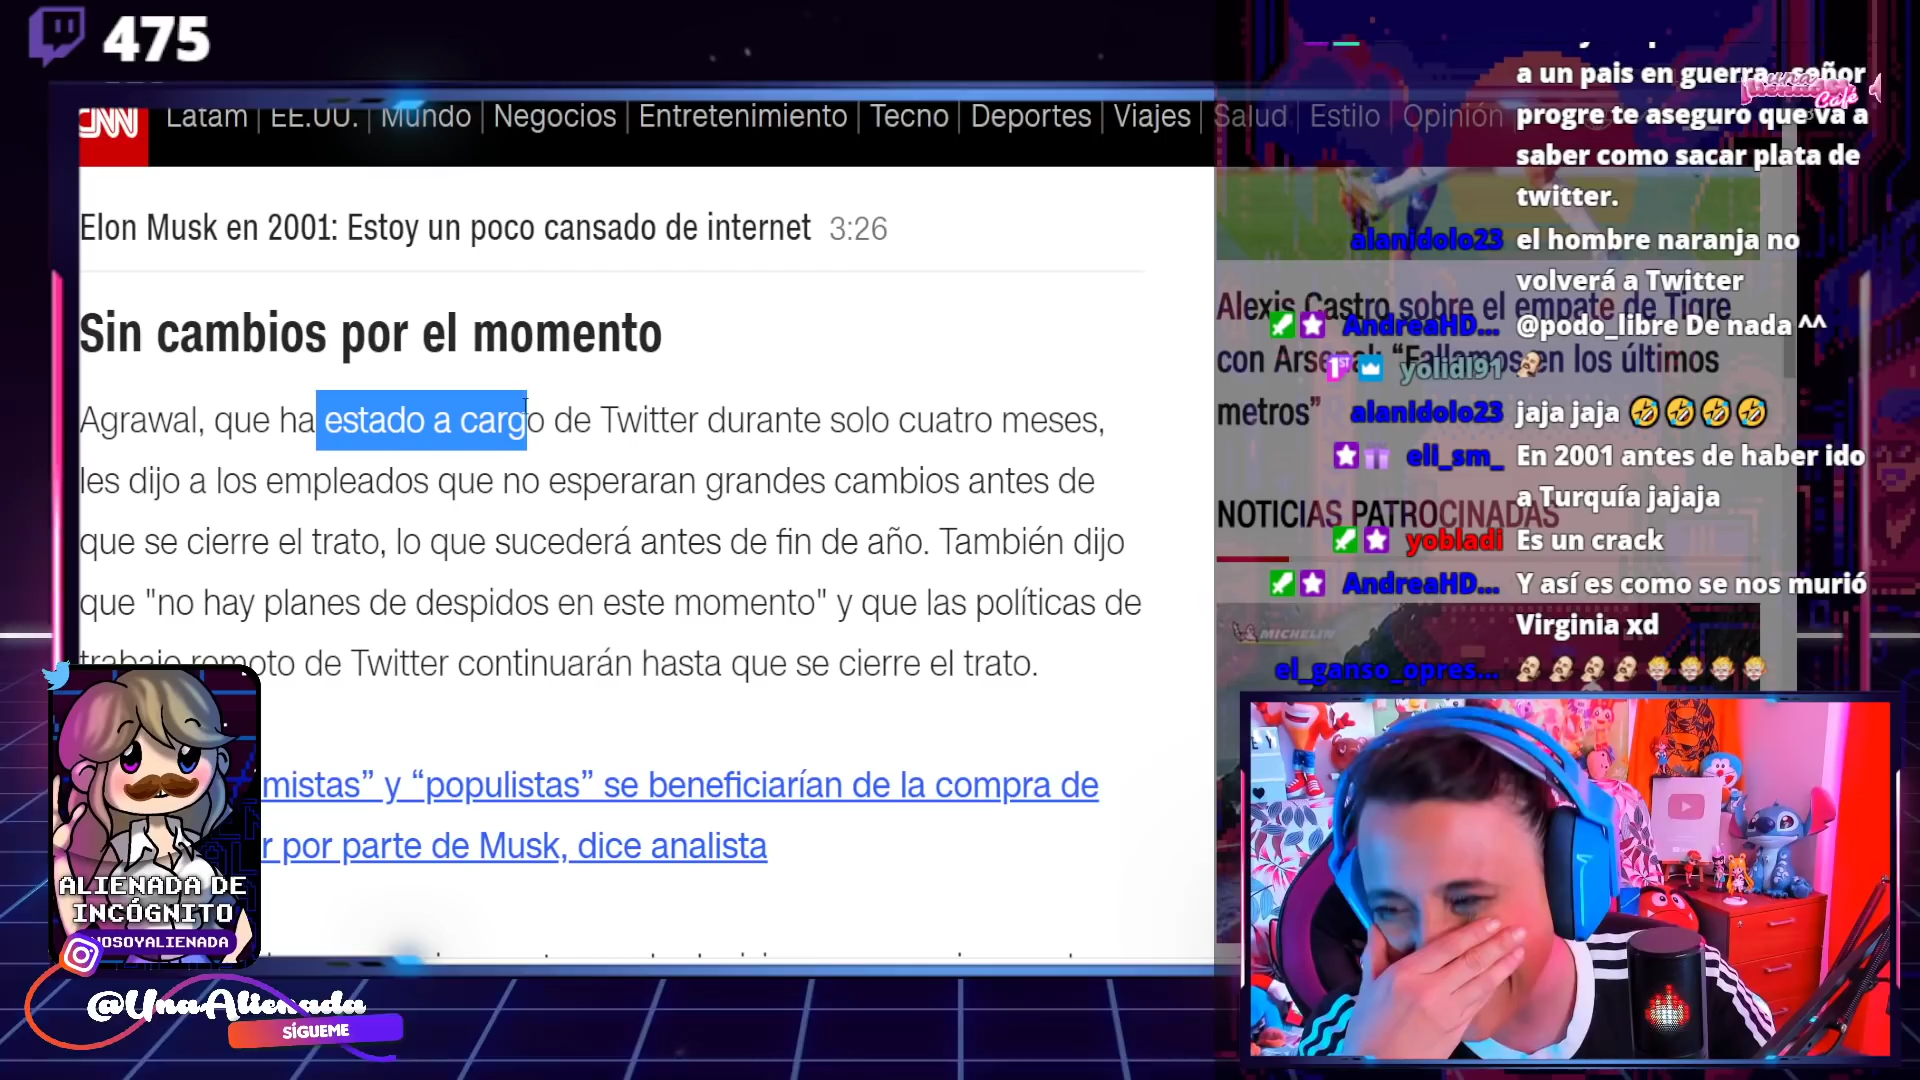 475
CNN
Latam | EE.UU. | Mundo | Negocios | Entretenimiento | Tecno | Deportes | Viajes | Salud | Estilo | Opinión
Elon Musk en 2001: Estoy un poco cansado de internet 3:26
Sin cambios por el momento
Agrawal, que ha estado a cargo de Twitter durante solo cuatro meses,
les dijo a los empleados que no esperaran grandes cambios antes de
que se cierre el trato, lo que sucederá antes de fin de año. También dijo
que "no hay planes de despidos en este momento" y que las políticas de
trabajo remoto de Twitter continuarán hasta que se cierre el trato.
mistas” y “populistas” se beneficiarían de la compra de
r por parte de Musk, dice analista
ALIENADA DE
INCÓGNITO
YOSOYALIENADA
@UnaAlienada
SÍGUEME
a un pais en guerra, señor
progre te aseguro que va a
saber como sacar plata de
twitter.
alanidolo23 el hombre naranja no
volverá a Twitter
AndreaHD... @podo_libre De nada ^^
1ST yolidl91
alanidolo23 jaja jaja 🤣🤣🤣🤣
eli_sm_ En 2001 antes de haber ido
a Turquía jajaja
yobladi Es un crack
AndreaHD... Y así es como se nos murió
Virginia xd
el_ganso_opres...
una
Café
Alexis Castro sobre el empate de Tigre
con Arsenal: “Fallamos en los últimos
metros”
NOTICIAS PATROCINADAS
MICHELIN